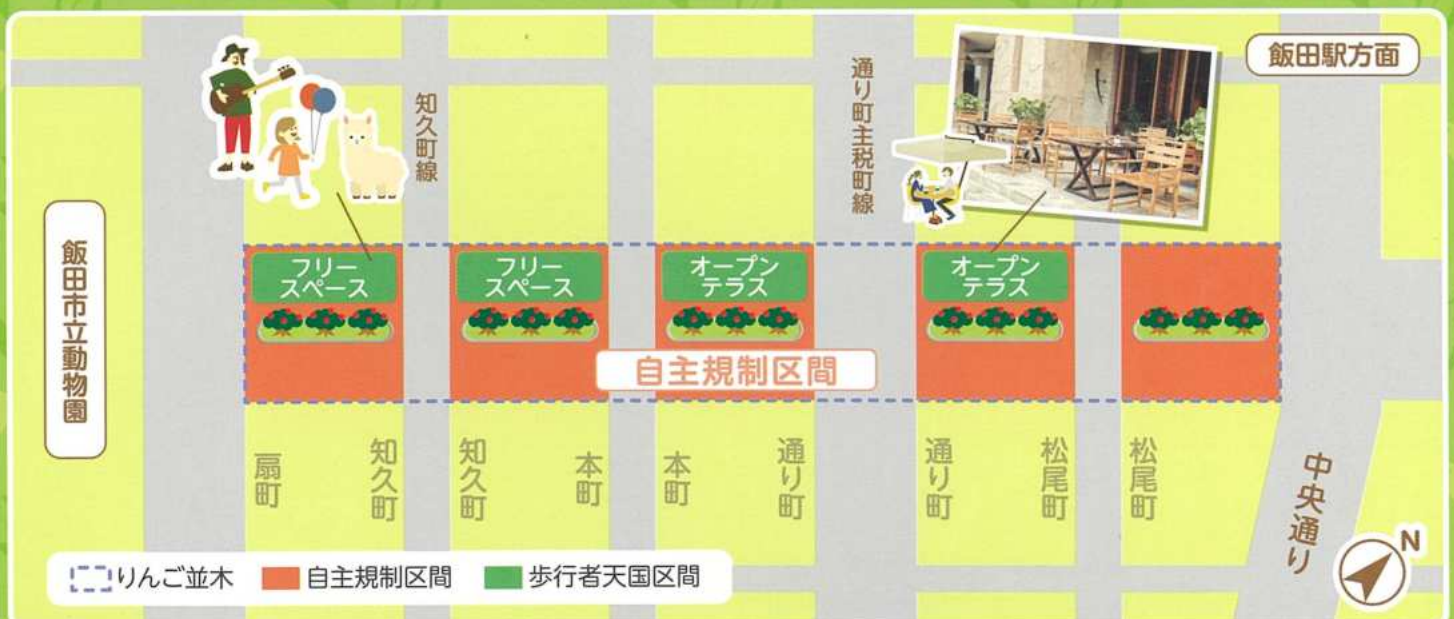 飯田駅方面
知久町線
通り町主税町線
飯田市立動物園
フリー
スペース
フリー
スペース
オープン
テラス
オープン
テラス
自主規制区間
扇町
知久町
知久町
本町
本町
通り町
通り町
松尾町
松尾町
中央通り
N
りんご並木 自主規制区間 歩行者天国区間